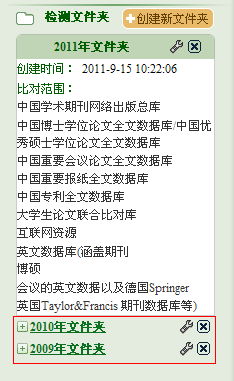 检测文件夹 创建新文件夹
2011年文件夹
创建时间： 2011-9-15 10:22:06
比对范围：
中国学术期刊网络出版总库
中国博士学位论文全文数据库/中国优
秀硕士学位论文全文数据库
中国重要会议论文全文数据库
中国重要报纸全文数据库
中国专利全文数据库
大学生论文联合比对库
互联网资源
英文数据库(涵盖期刊
博硕
会议的英文数据以及德国Springer
英国Taylor&Francis 期刊数据库等)
2010年文件夹
2009年文件夹